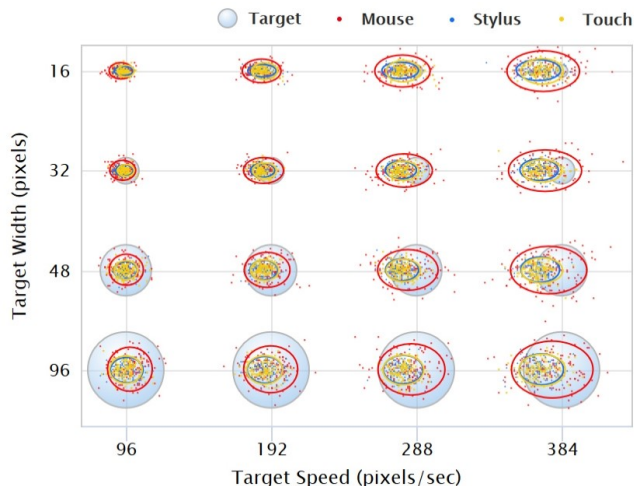 Target Mouse Stylus Touch
Target Width (pixels)
16
32
48
96
96 192 288 384
Target Speed (pixels/sec)